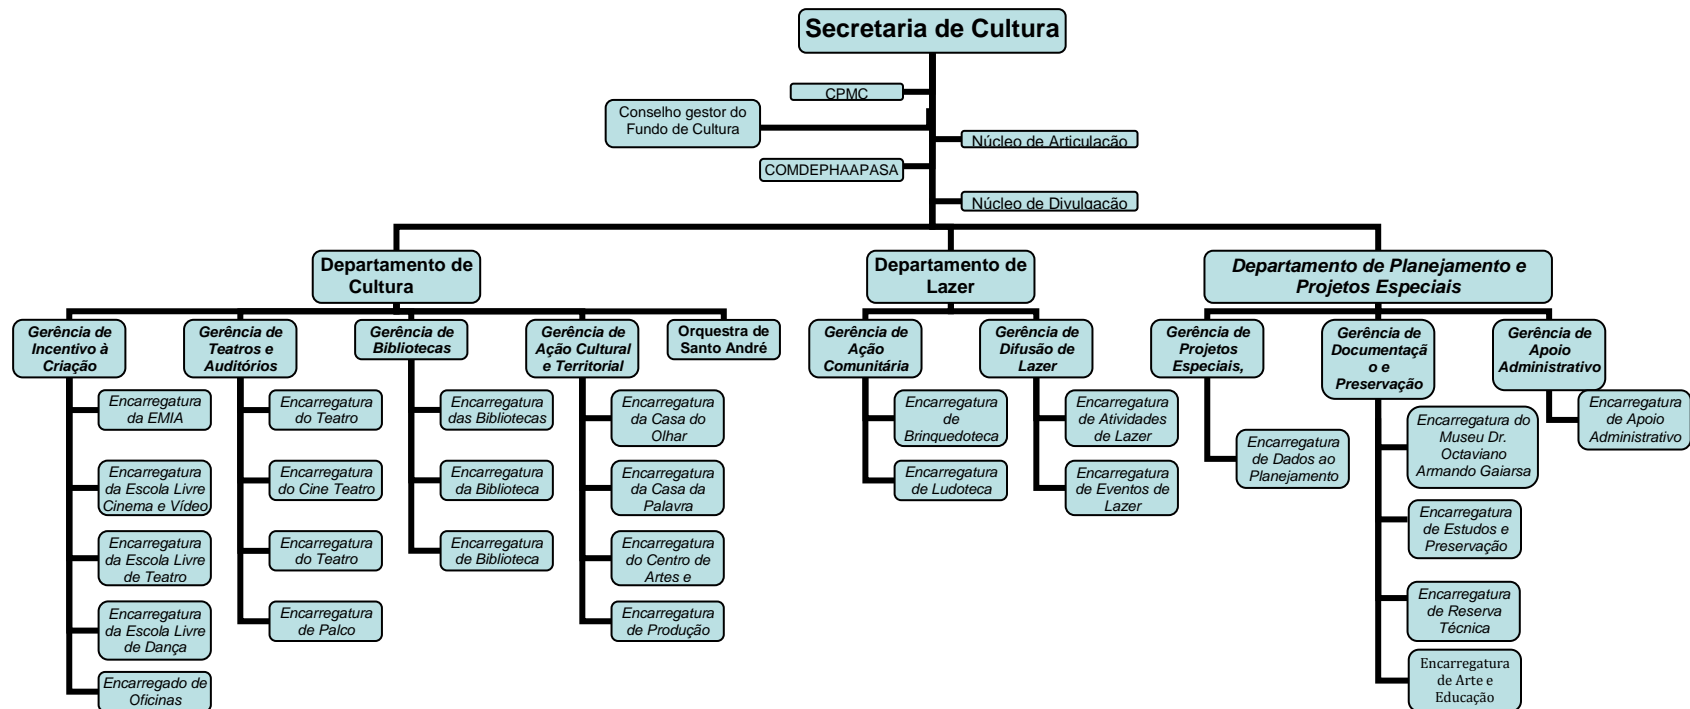 Secretaria de Cultura
CPMC
Conselho gestor do
Fundo de Cultura
Núcleo de Articulação
COMDEPHAAPASA
Núcleo de Divulgação
Departamento de
Cultura
Departamento de
Lazer
Departamento de Planejamento e
Projetos Especiais
Gerência de
Incentivo à
Criação
Gerência de
Teatros e
Auditórios
Gerência de
Bibliotecas
Gerência de
Ação Cultural
e Territorial
Orquestra de
Santo André
Gerência de
Ação
Comunitária
Gerência de
Difusão de
Lazer
Gerência de
Projetos
Especiais,
Gerência de
Documentaçã
o e
Preservação
Gerência de
Apoio
Administrativo
Encarregatura
da EMIA
Encarregatura
da Escola Livre
Cinema e Vídeo
Encarregatura
da Escola Livre
de Teatro
Encarregatura
da Escola Livre
de Dança
Encarregado de
Oficinas
Encarregatura
do Teatro
Encarregatura
do Cine Teatro
Encarregatura
do Teatro
Encarregatura
de Palco
Encarregatura
das Bibliotecas
Encarregatura
da Biblioteca
Encarregatura
de Biblioteca
Encarregatura
da Casa do
Olhar
Encarregatura
da Casa da
Palavra
Encarregatura
do Centro de
Artes e
Encarregatura
de Produção
Encarregatura
de
Brinquedoteca
Encarregatura
de Ludoteca
Encarregatura
de Atividades
de Lazer
Encarregatura
de Eventos de
Lazer
Encarregatura
de Dados ao
Planejamento
Encarregatura do
Museu Dr.
Octaviano
Armando Gaiarsa
Encarregatura
de Estudos e
Preservação
Encarregatura
de Reserva
Técnica
Encarregatura
de Arte e
Educação
Encarregatura
de Apoio
Administrativo